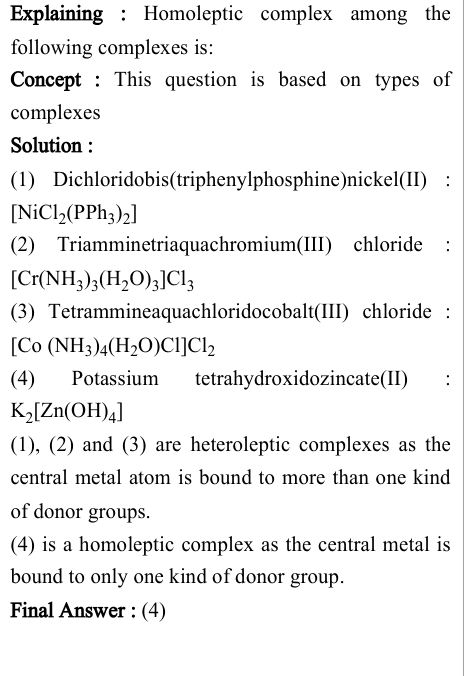 Explaining : Homoleptic complex among the
following complexes is:
Concept : This question is based on types of
complexes
Solution :
(1) Dichloridobis(triphenylphosphine)nickel(II) :
[NiCl₂(PPh₃)₂]
(2) Triamminetriaquachromium(III) chloride :
[Cr(NH₃)₃(H₂O)₃]Cl₃
(3) Tetrammineaquachloridocobalt(III) chloride :
[Co (NH₃)₄(H₂O)Cl]Cl₂
(4) Potassium tetrahydroxidozincate(II) :
K₂[Zn(OH)₄]
(1), (2) and (3) are heteroleptic complexes as the
central metal atom is bound to more than one kind
of donor groups.
(4) is a homoleptic complex as the central metal is
bound to only one kind of donor group.
Final Answer : (4)